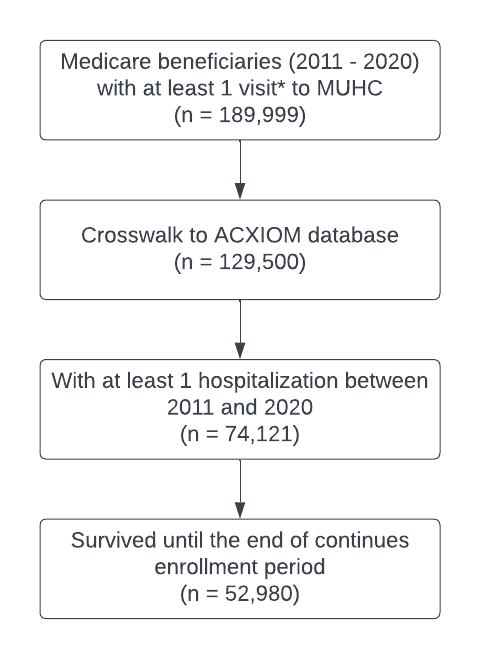 Medicare beneficiaries (2011 - 2020)
with at least 1 visit* to MUHC
(n = 189,999)
Crosswalk to ACXIOM database
(n = 129,500)
With at least 1 hospitalization between
2011 and 2020
(n = 74,121)
Survived until the end of continues
enrollment period
(n = 52,980)